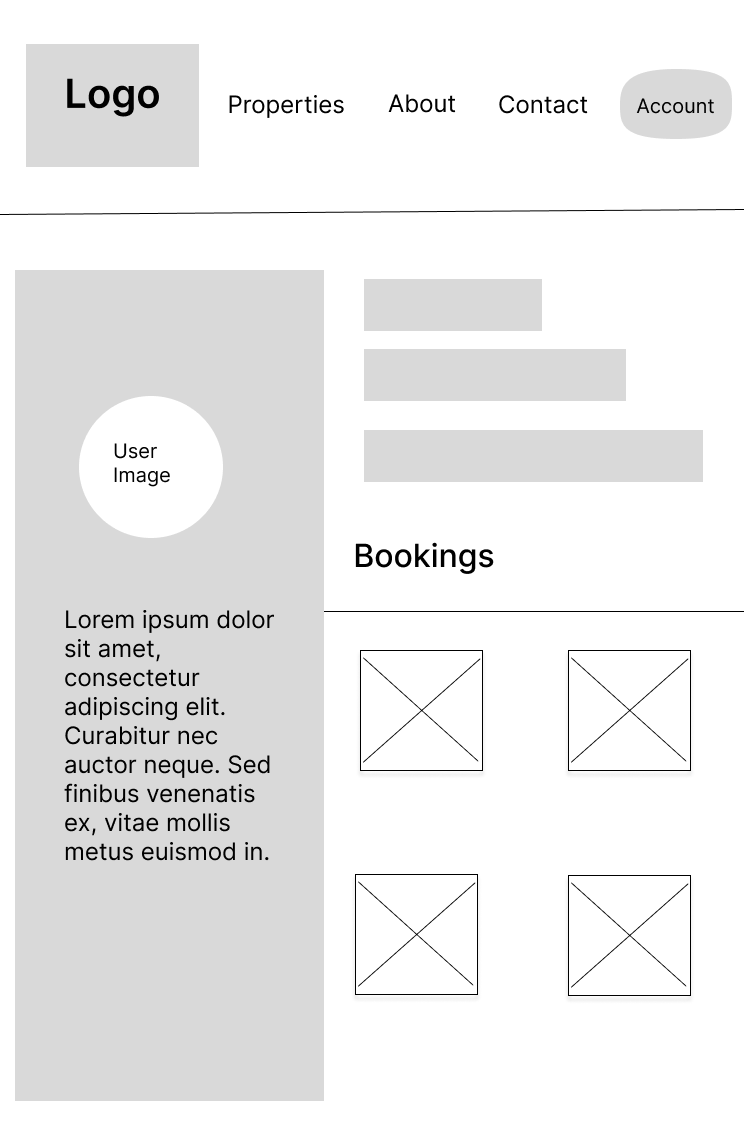 Logo
Properties
About
Contact
Account
User
Image
Lorem ipsum dolor
sit amet,
consectetur
adipiscing elit.
Curabitur nec
auctor neque. Sed
finibus venenatis
ex, vitae mollis
metus euismod in.
Bookings